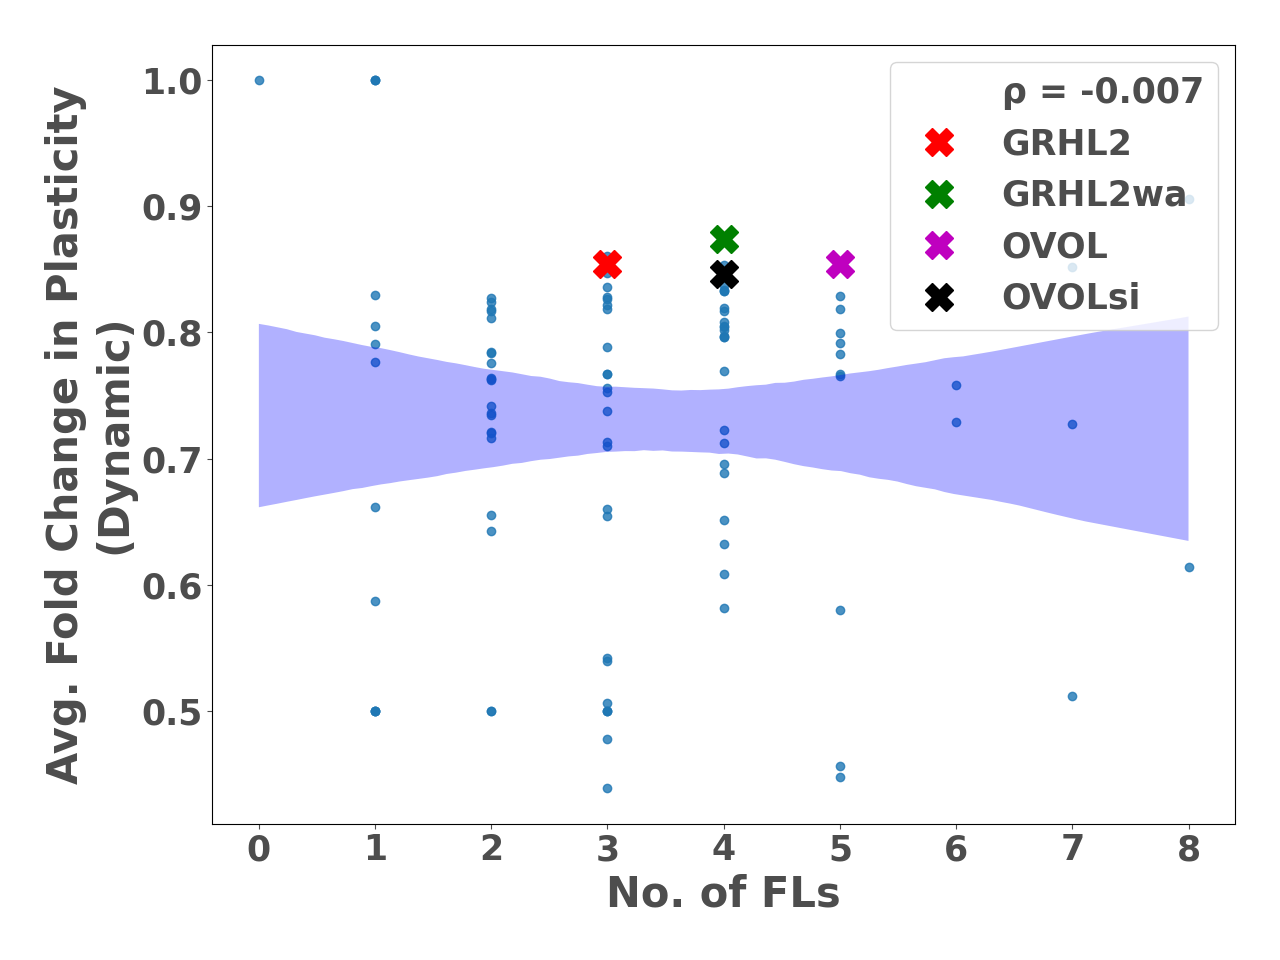 Avg. Fold Change in Plasticity
(Dynamic)
1.0
0.9
0.8
0.7
0.6
0.5
ρ = -0.007
GRHL2
GRHL2wa
OVOL
OVOLsi
0 1 2 3 4 5 6 7 8
No. of FLs